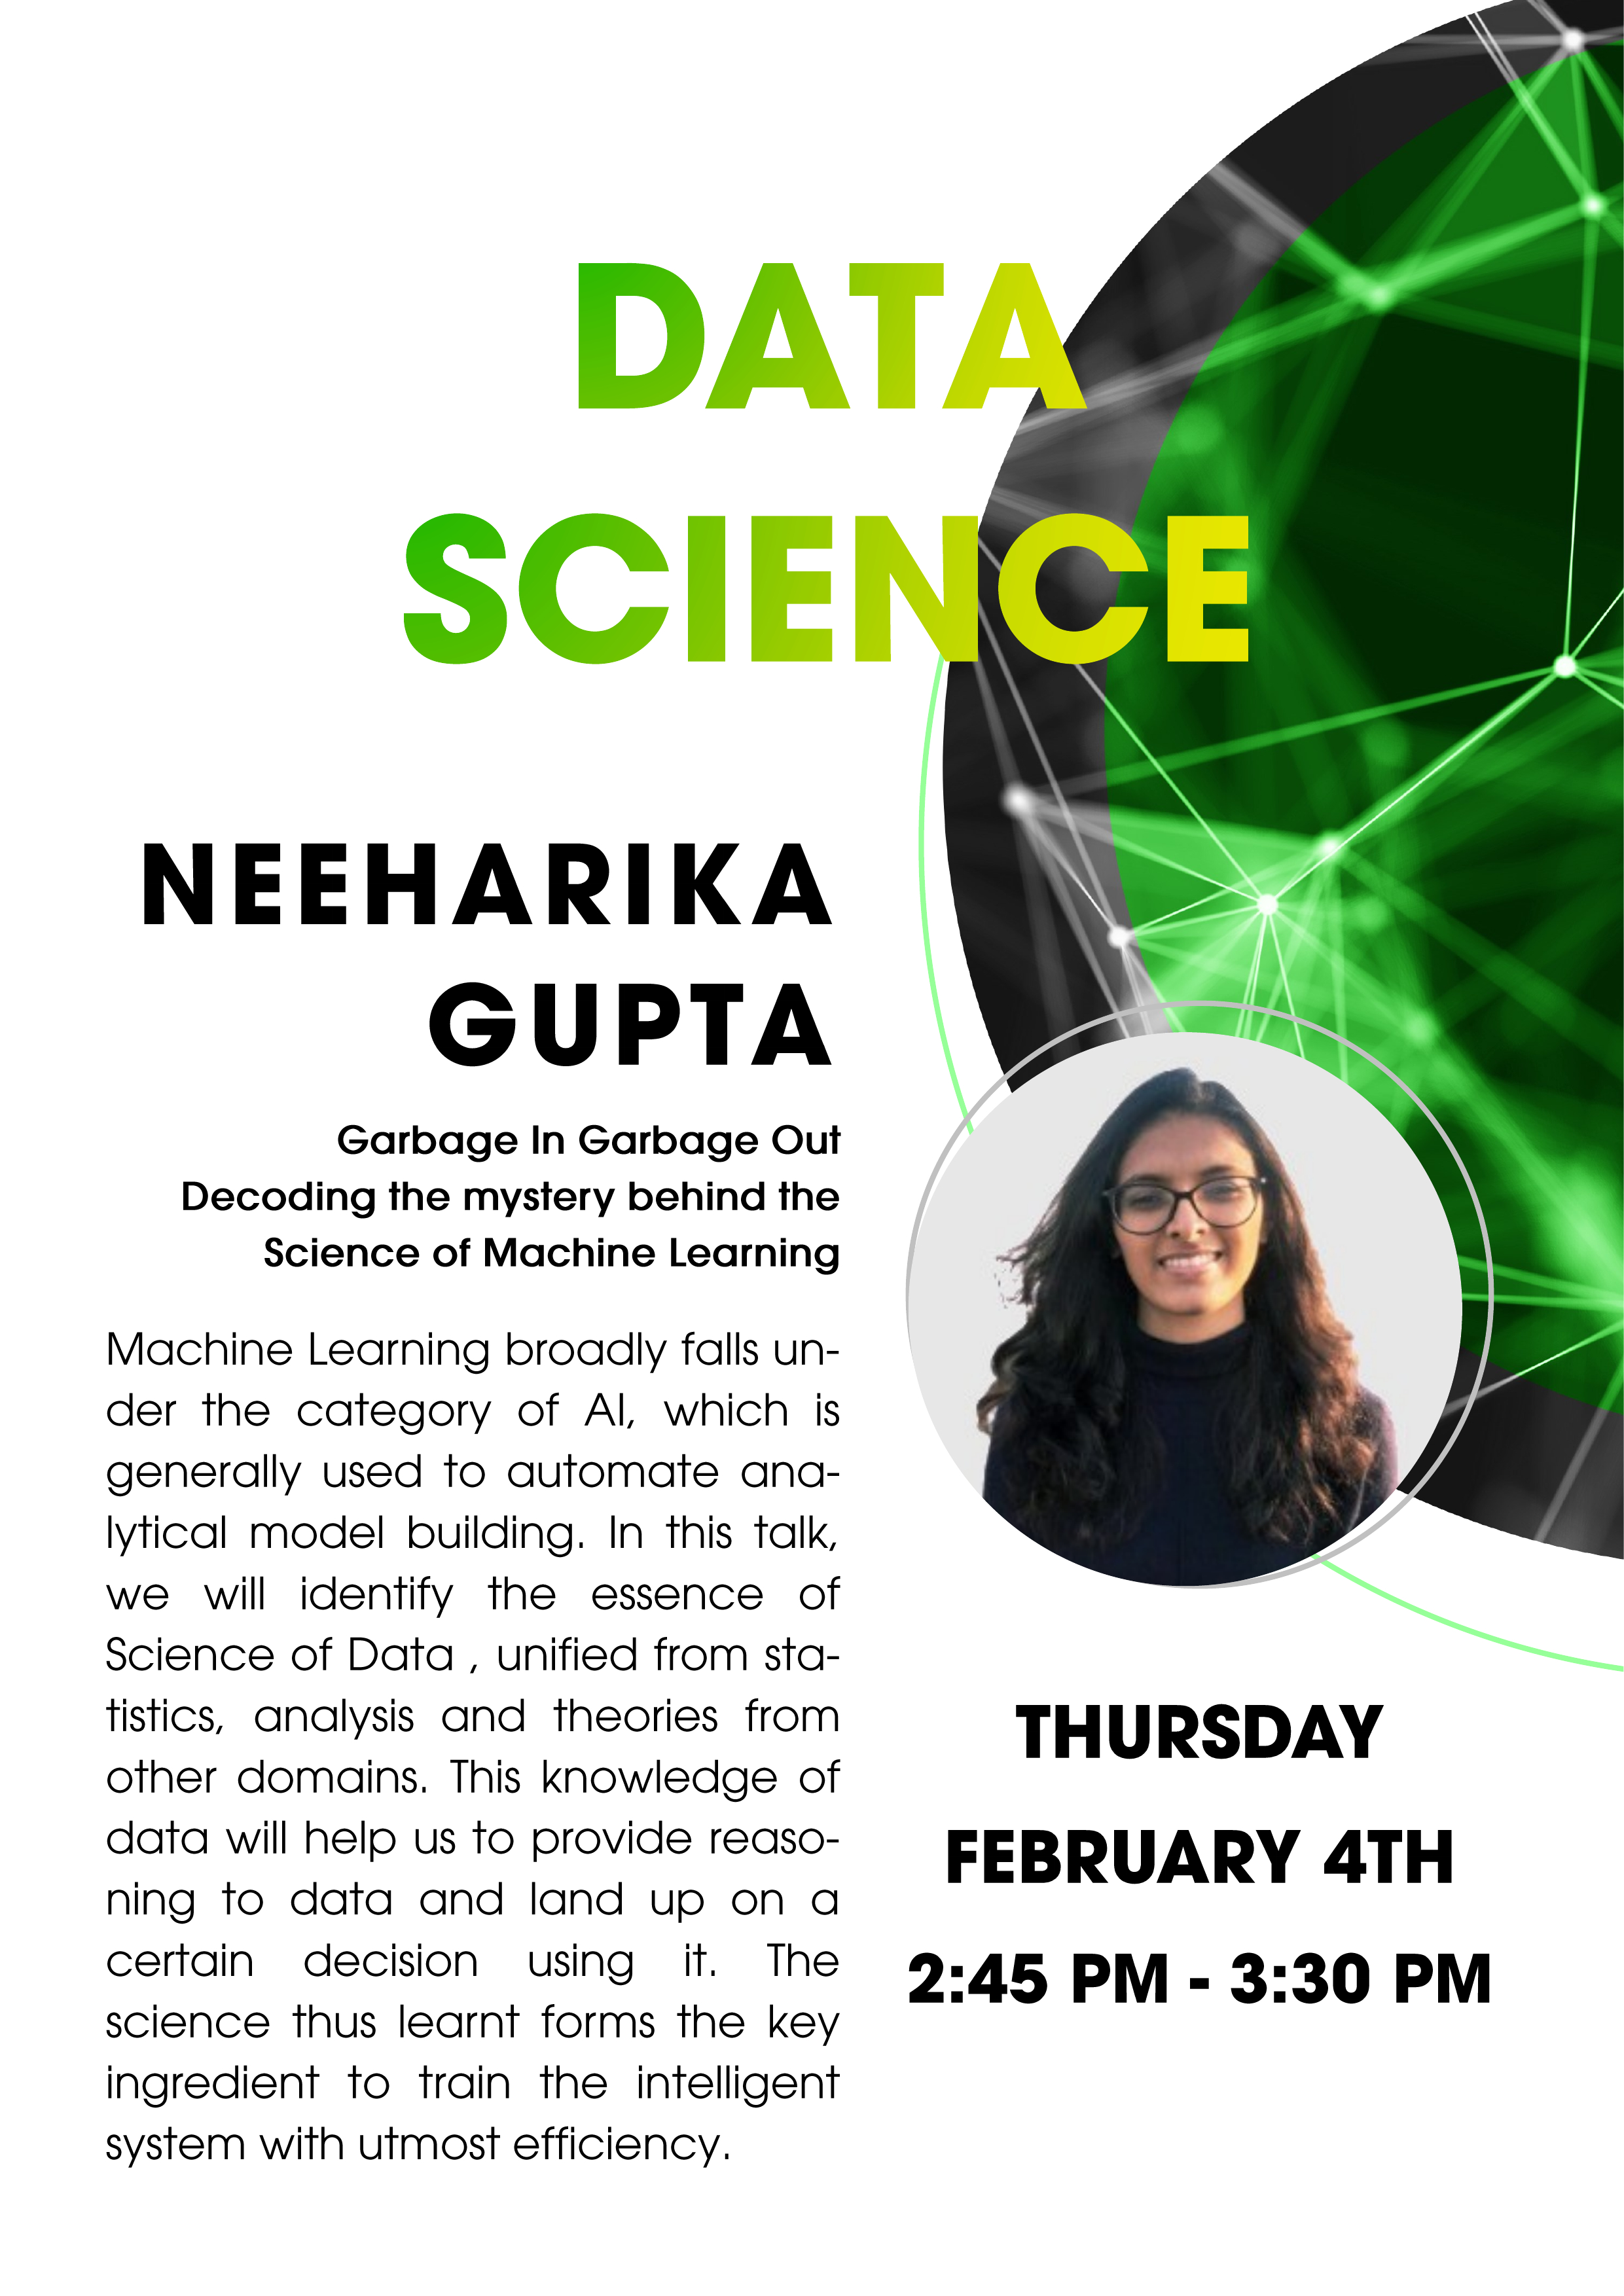 DATA
SCIENCE
NEEHARIKA
GUPTA
Garbage In Garbage Out
Decoding the mystery behind the
Science of Machine Learning
Machine Learning broadly falls un-
der the category of AI, which is
generally used to automate ana-
lytical model building. In this talk,
we will identify the essence of
Science of Data , unified from sta-
tistics, analysis and theories from
other domains. This knowledge of
data will help us to provide reaso-
ning to data and land up on a
certain decision using it. The
science thus learnt forms the key
ingredient to train the intelligent
system with utmost efficiency.
THURSDAY
FEBRUARY 4TH
2:45 PM - 3:30 PM